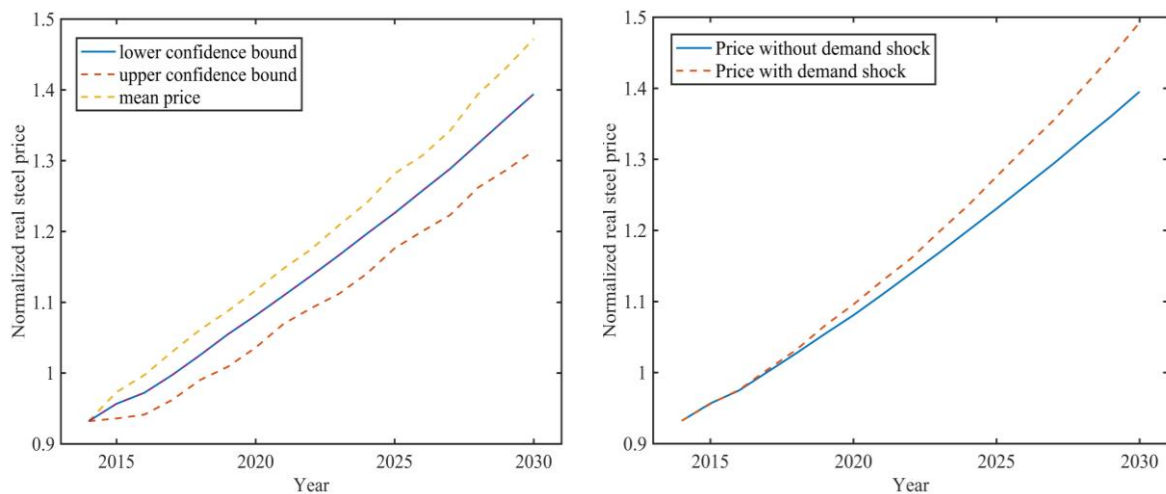 1.5
lower confidence bound
upper confidence bound
mean price
1.4
1.3
1.2
1.1
1
0.9
Normalized real steel price
2015 2020 2025 2030
Year
1.5
Price without demand shock
Price with demand shock
1.4
1.3
1.2
1.1
1
0.9
Normalized real steel price
2015 2020 2025 2030
Year